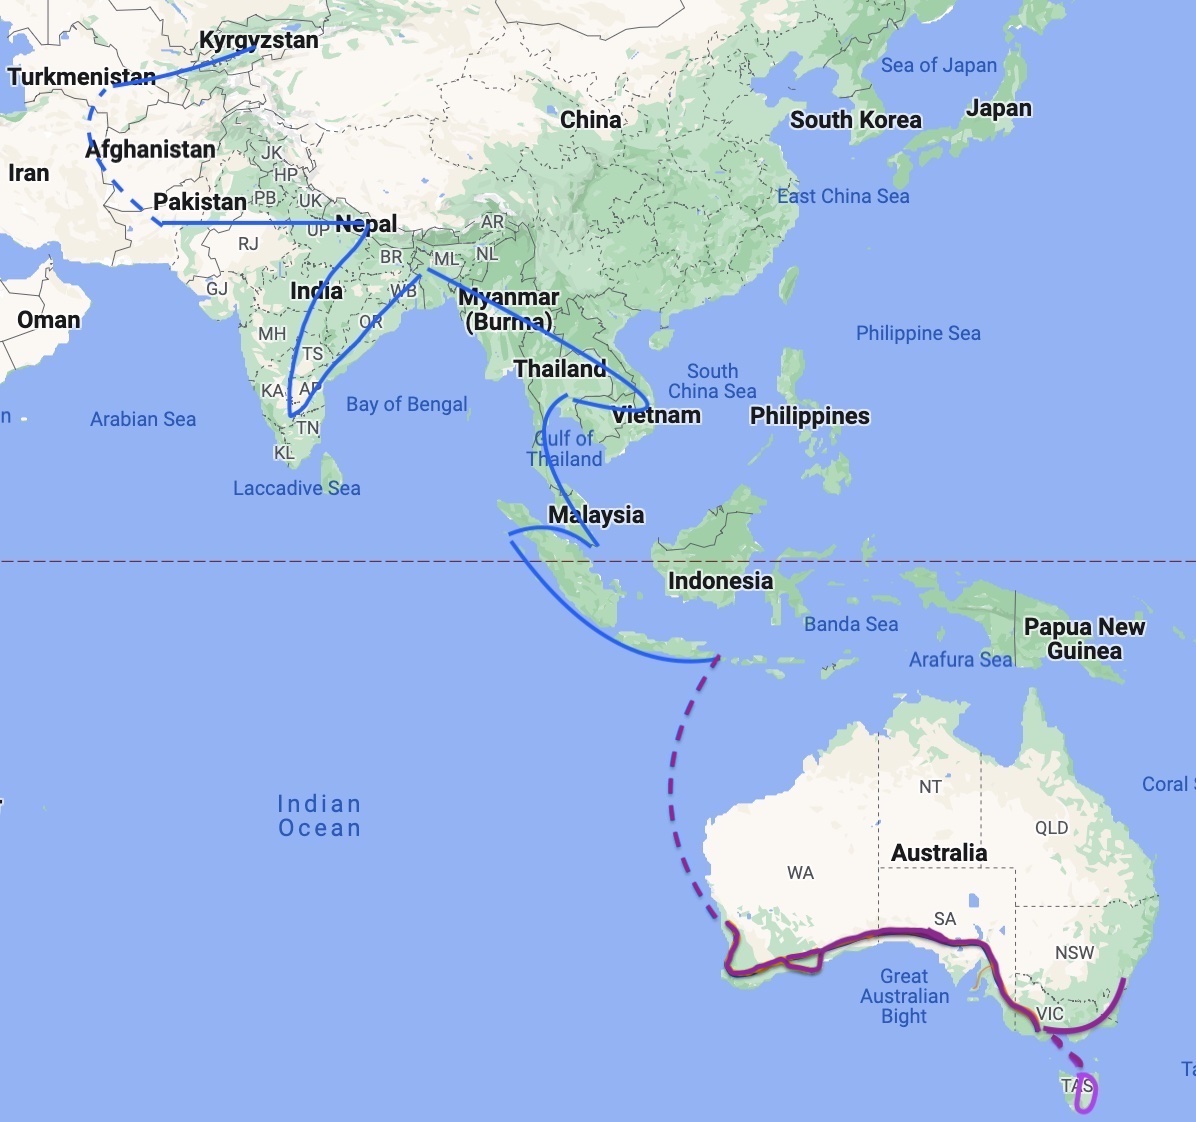 Kyrgyzstan
Turkmenistan
Sea of Japan
Japan
China
South Korea
Afghanistan
Iran
JK
HP
PB
UK
Pakistan
East China Sea
Nepal
UP
AR
RJ
BR
ML
NL
GJ
India
WB
Myanmar
(Burma)
Oman
OR
MH
Philippine Sea
TS
Thailand
South
China Sea
KA
AP
Bay of Bengal
Arabian Sea
n
Vietnam
Philippines
TN
KL
Gulf of
Thailand
Laccadive Sea
Malaysia
Indonesia
Banda Sea
Papua New
Guinea
Arafura Sea
NT
Coral S
Indian
Ocean
QLD
Australia
WA
SA
NSW
Great
Australian
Bight
VIC
Ta
TAS